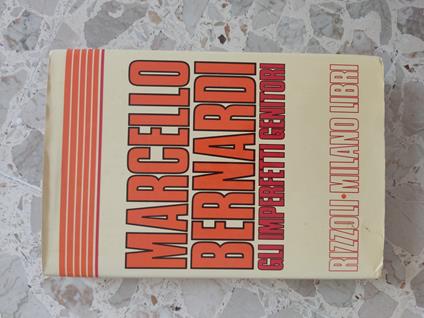 MARCELLO
BERNARDI
GLI IMPERFETTI GENITORI
RIZZOLI • MILANO LIBRI